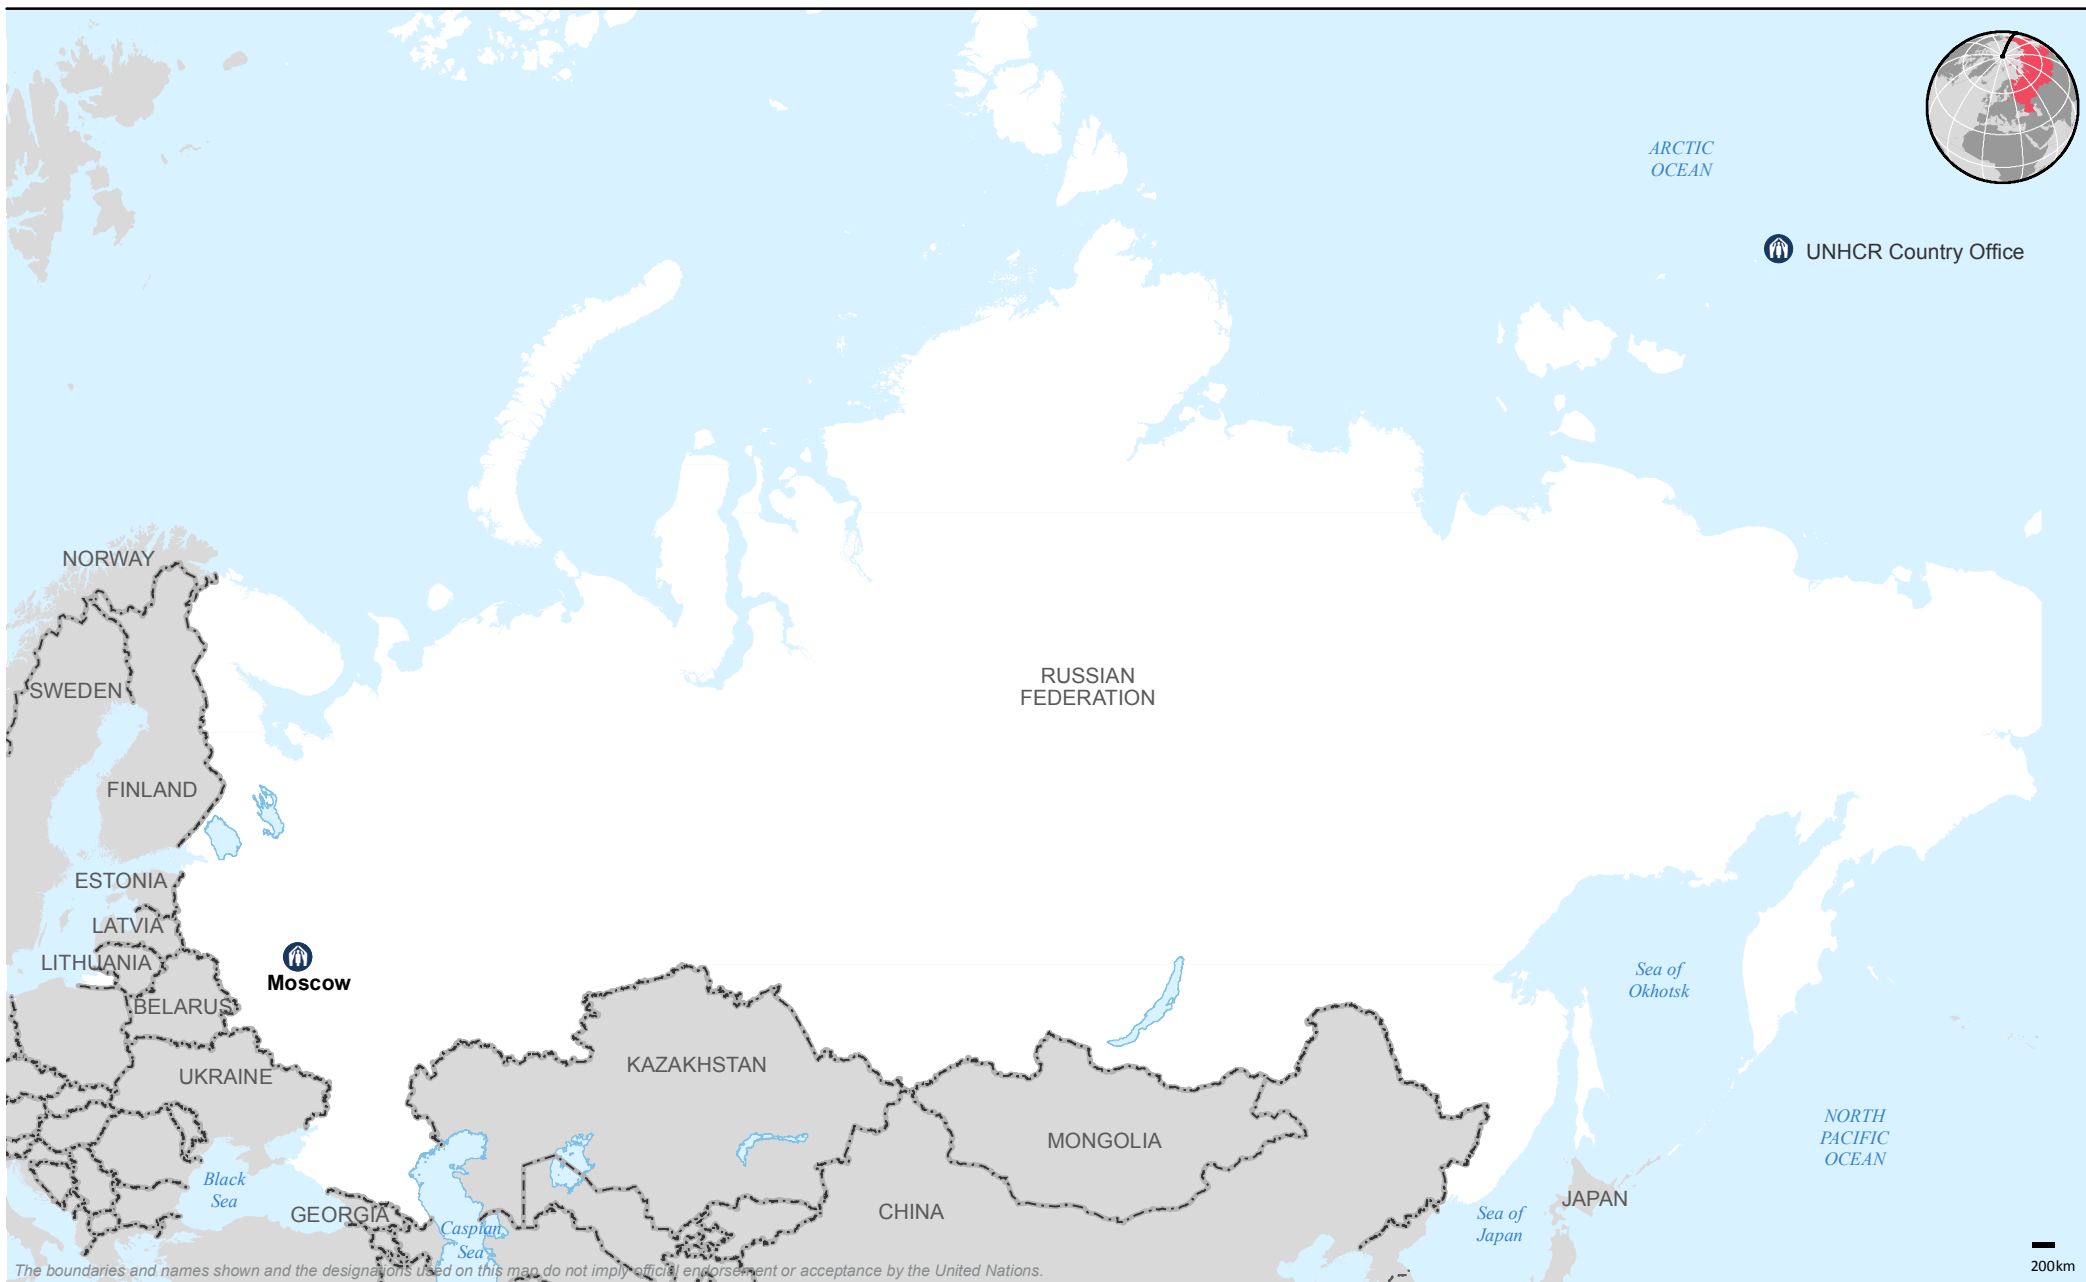 ARCTIC
OCEAN
UNHCR Country Office
NORWAY
SWEDEN
RUSSIAN
FEDERATION
FINLAND
ESTONIA
LATVIA
LITHUANIA
Moscow
BELARUS
Sea of
Okhotsk
UKRAINE
KAZAKHSTAN
MONGOLIA
NORTH
PACIFIC
OCEAN
Black
Sea
GEORGIA
Caspian
Sea
CHINA
JAPAN
Sea of
Japan
200km
The boundaries and names shown and the designations used on this map do not imply official endorsement or acceptance by the United Nations.